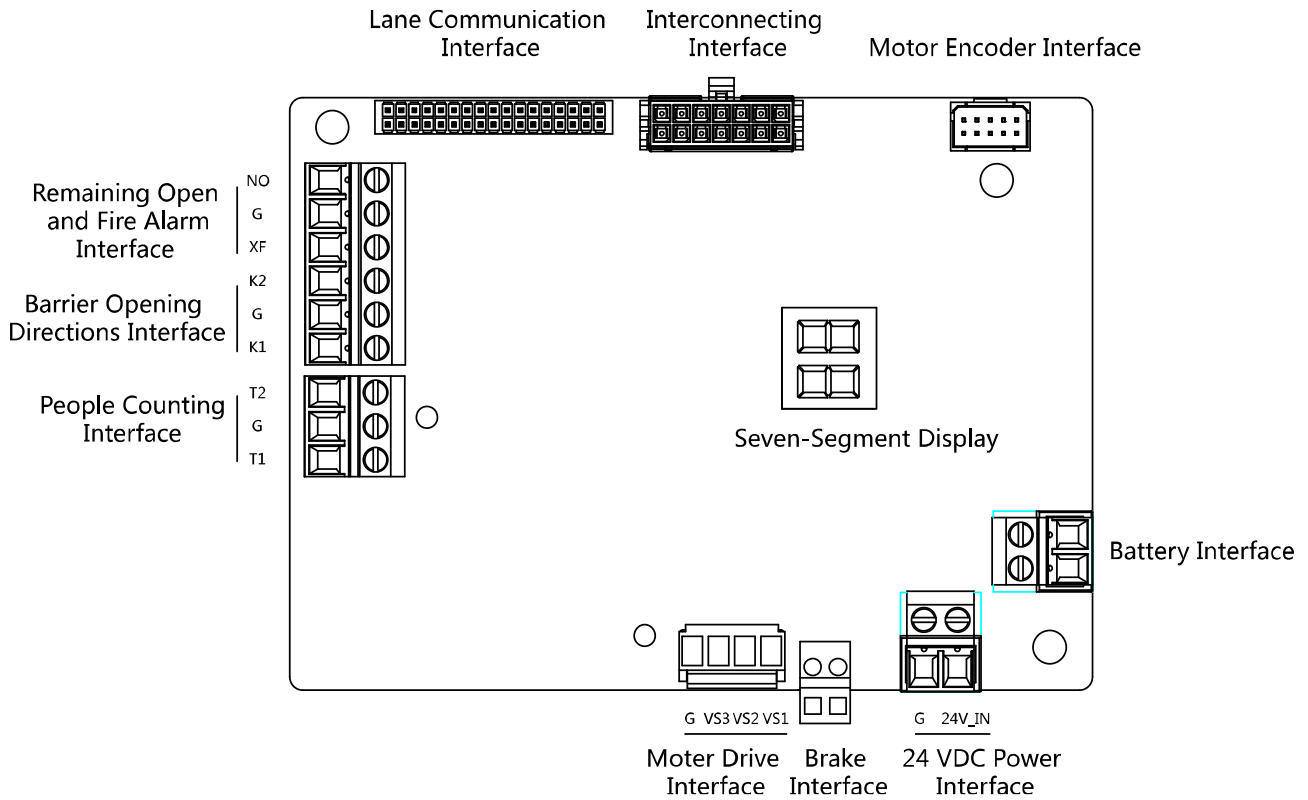 Lane Communication
Interface
Interconnecting
Interface
Motor Encoder Interface
Remaining Open
and Fire Alarm
Interface
NO
G
XF
Barrier Opening
Directions Interface
K2
G
K1
People Counting
Interface
T2
G
T1
Seven-Segment Display
Battery Interface
G VS3 VS2 VS1
Moter Drive
Interface
Brake
Interface
G 24V_IN
24 VDC Power
Interface